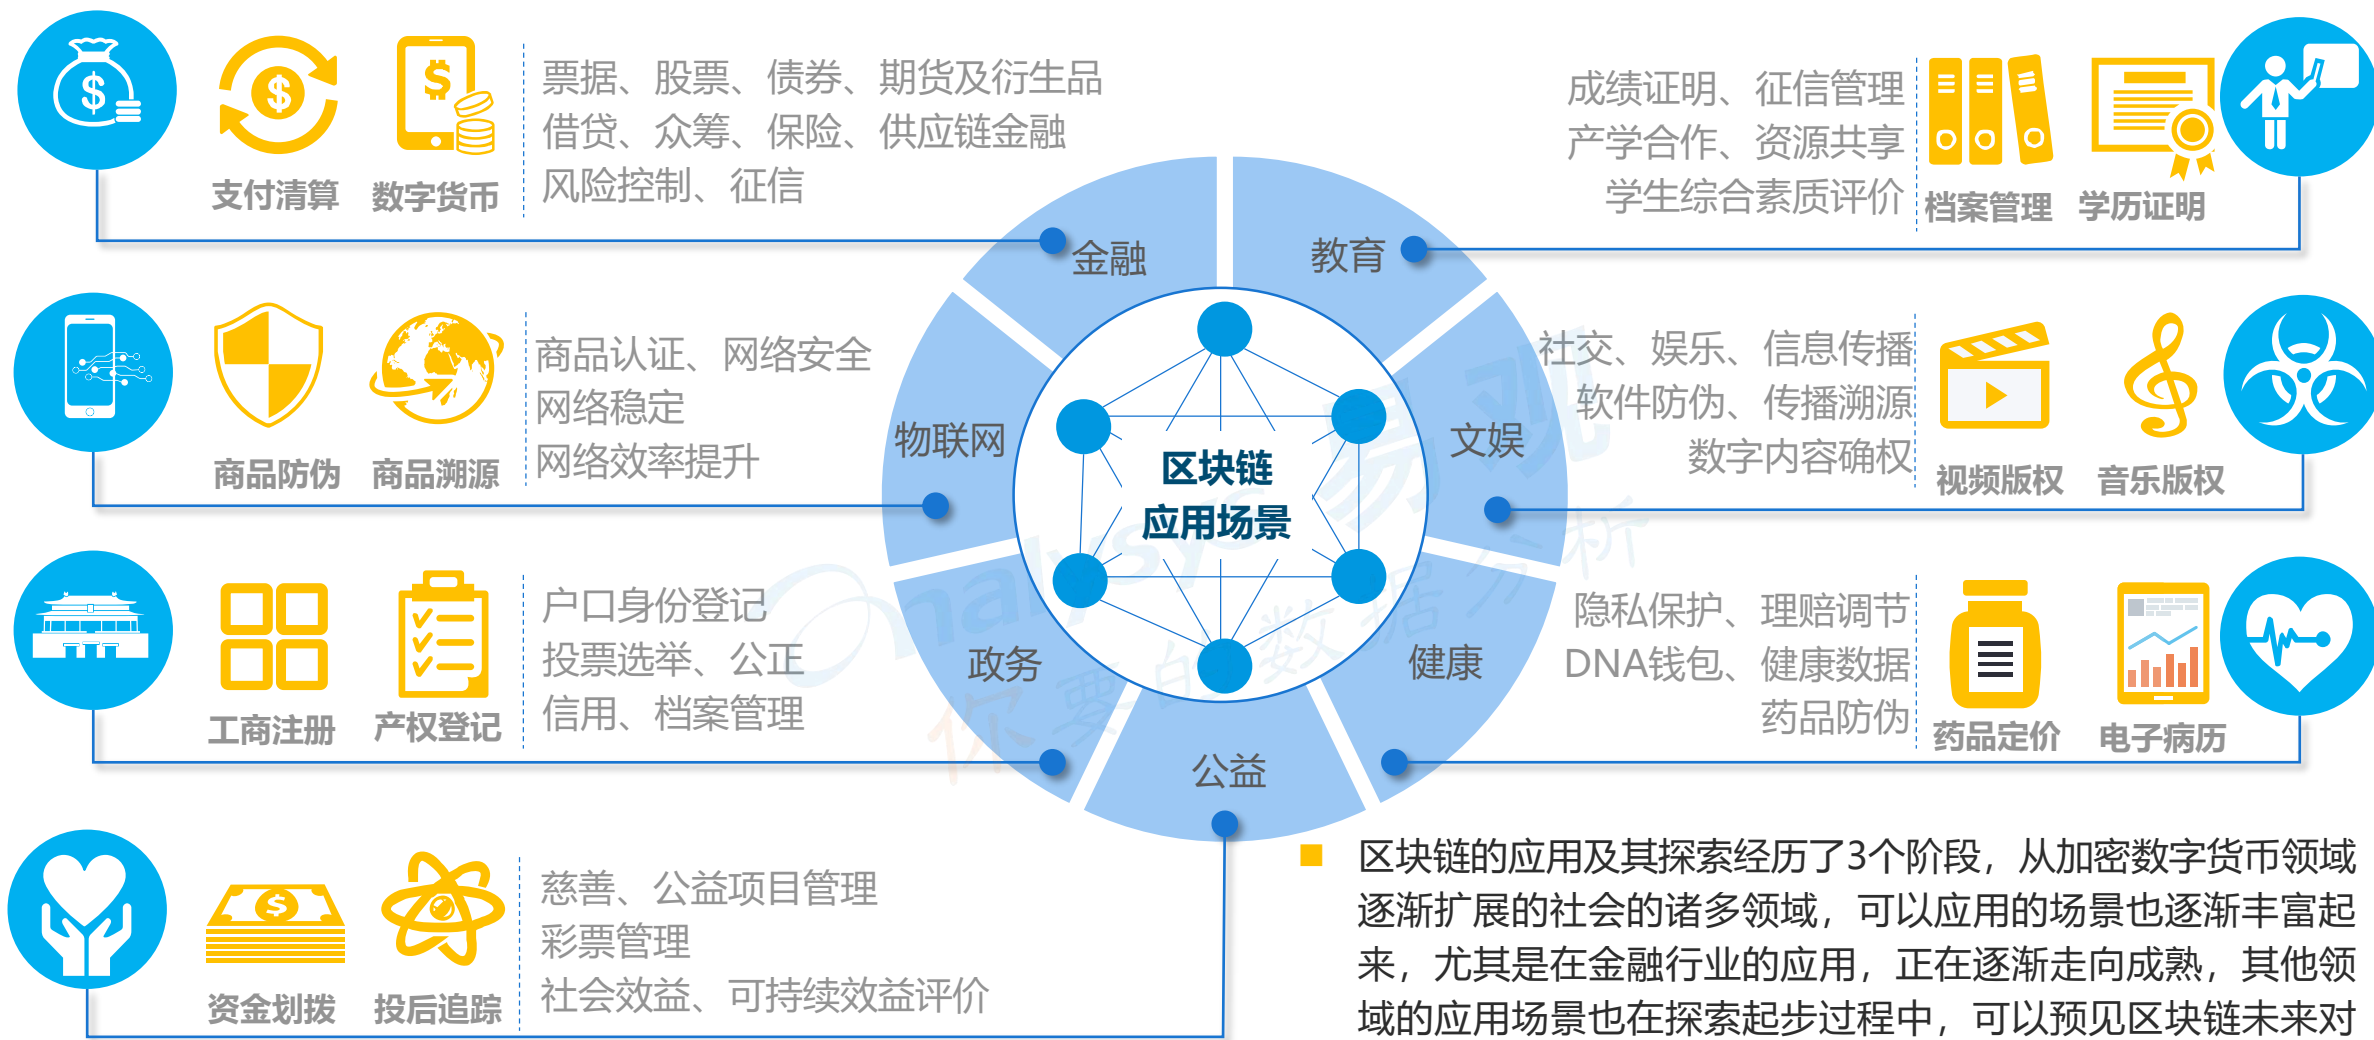 支付清算
数字货币
票据、股票、债券、期货及衍生品
借贷、众筹、保险、供应链金融
风险控制、征信
成绩证明、征信管理
产学合作、资源共享
学生综合素质评价
档案管理
学历证明
金融
教育
商品防伪
商品溯源
商品认证、网络安全
网络稳定
网络效率提升
物联网
区块链
应用场景
文娱
社交、娱乐、信息传播
软件防伪、传播溯源
数字内容确权
视频版权
音乐版权
工商注册
产权登记
户口身份登记
投票选举、公正
信用、档案管理
政务
健康
隐私保护、理赔调节
DNA钱包、健康数据
药品防伪
药品定价
电子病历
公益
资金划拨
投后追踪
慈善、公益项目管理
彩票管理
社会效益、可持续效益评价
区块链的应用及其探索经历了3个阶段，从加密数字货币领域
逐渐扩展的社会的诸多领域，可以应用的场景也逐渐丰富起
来，尤其是在金融行业的应用，正在逐渐走向成熟，其他领
域的应用场景也在探索起步过程中，可以预见区块链未来对
nalysys 易观
你要的数据分析